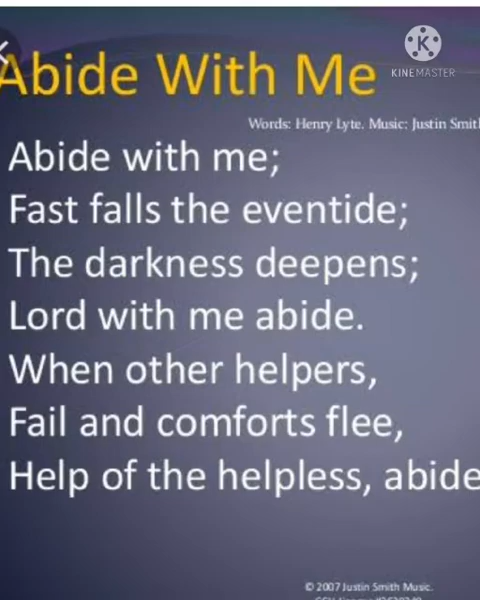 Abide With Me
KINEMASTER
Words: Henry Lyte. Music: Justin Smit
Abide with me;
Fast falls the eventide;
The darkness deepens;
Lord with me abide.
When other helpers,
Fail and comforts flee,
Help of the helpless, abide
© 2007 Justin Smith Music.